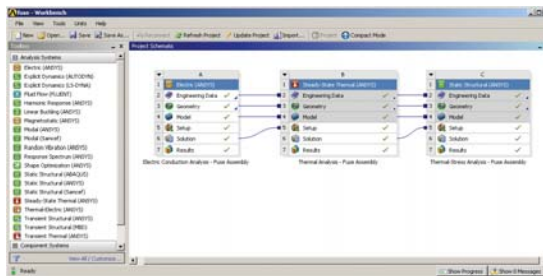 fuse - Workbench
File View Tools Units Help
New Open... Save Save As... Reconnect Refresh Project Update Project Import... Project Compact Mode
Toolbox
Project Schematic
Analysis Systems
Electric (ANSYS)
Explicit Dynamics (AUTODYN)
Explicit Dynamics (LS-DYNA)
Fluid Flow (FLUENT)
Harmonic Response (ANSYS)
Linear Buckling (ANSYS)
Magnetostatic (ANSYS)
Modal (ANSYS)
Modal (Samcef)
Random Vibration (ANSYS)
Response Spectrum (ANSYS)
Shape Optimization (ANSYS)
Static Structural (ABAQUS)
Static Structural (ANSYS)
Static Structural (Samcef)
Steady-State Thermal (ANSYS)
Thermal-Electric (ANSYS)
Transient Structural (ANSYS)
Transient Structural (MBD)
Transient Thermal (ANSYS)
Component Systems
View All / Customize...
A
1 Electric (ANSYS)
2 Engineering Data
3 Geometry
4 Model
5 Setup
6 Solution
7 Results
Electric Conduction Analysis - Fuse Assembly
B
1 Steady-State Thermal (ANSYS)
2 Engineering Data
3 Geometry
4 Model
5 Setup
6 Solution
7 Results
Thermal Analysis - Fuse Assembly
C
1 Static Structural (ANSYS)
2 Engineering Data
3 Geometry
4 Model
5 Setup
6 Solution
7 Results
Thermal-Stress Analysis - Fuse Assembly
Ready
Show Progress Show 0 Messages